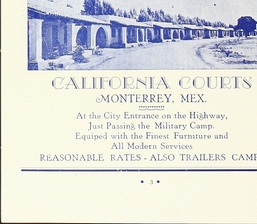 CALIFORNIA COURTS
MONTERREY, MEX.
At the City Entrance on the Highway,
Just Passing the Military Camp.
Equipped with the Finest Furniture and
All Modern Services
REASONABLE RATES - ALSO TRAILERS CAMP
• 3 •